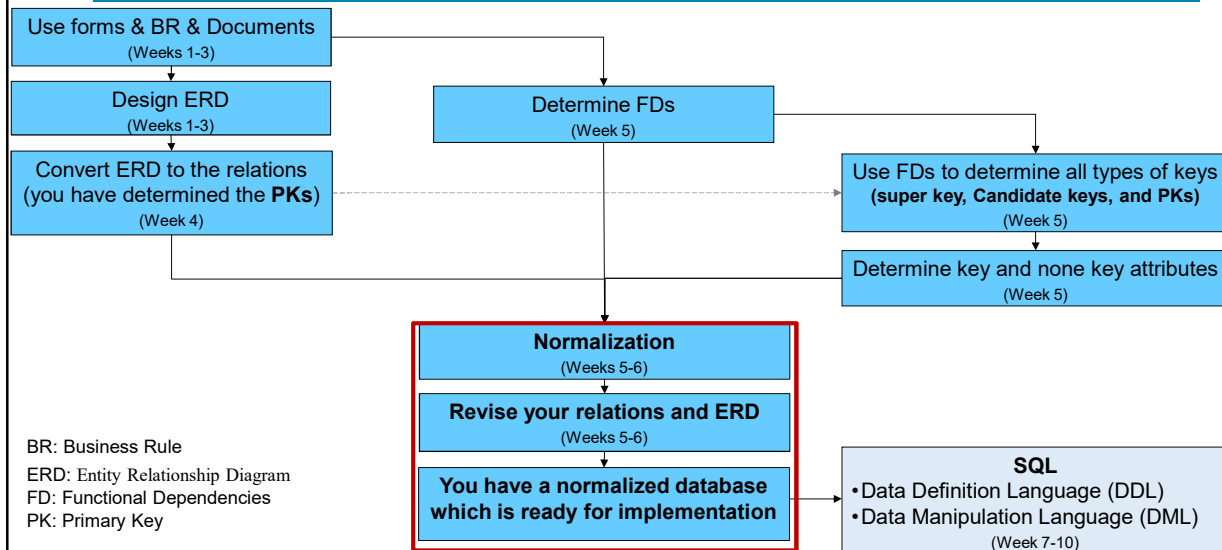 Use forms & BR & Documents
(Weeks 1-3)
Design ERD
(Weeks 1-3)
Convert ERD to the relations
(you have determined the PKs)
(Week 4)
Determine FDs
(Week 5)
Use FDs to determine all types of keys
(super key, Candidate keys, and PKs)
(Week 5)
Determine key and none key attributes
(Week 5)
Normalization
(Weeks 5-6)
Revise your relations and ERD
(Weeks 5-6)
You have a normalized database
which is ready for implementation
BR: Business Rule
ERD: Entity Relationship Diagram
FD: Functional Dependencies
PK: Primary Key
SQL
•Data Definition Language (DDL)
•Data Manipulation Language (DML)
(Week 7-10)